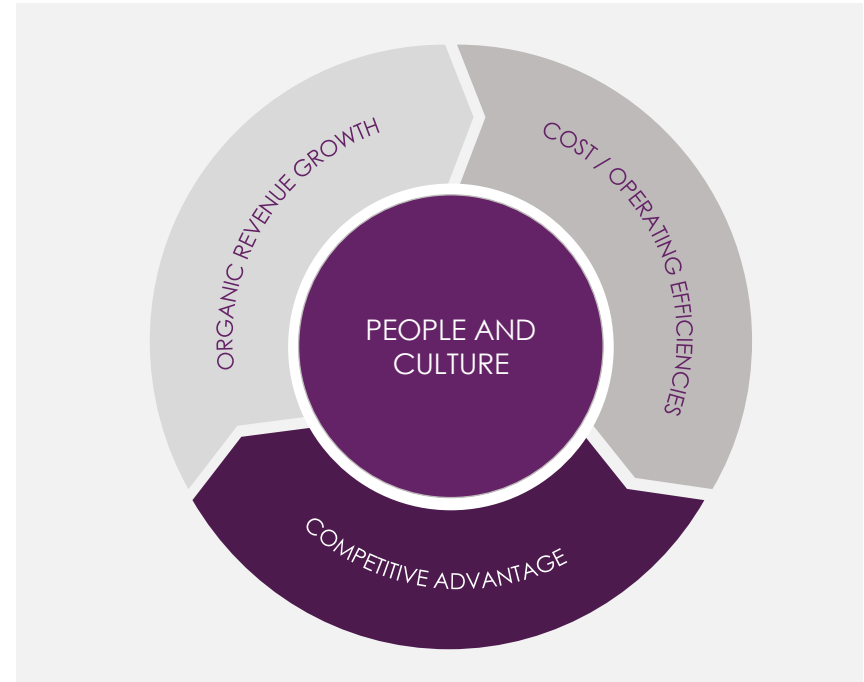 ORGANIC REVENUE GROWTH
COST / OPERATING EFFICIENCIES
PEOPLE AND
CULTURE
COMPETITIVE ADVANTAGE